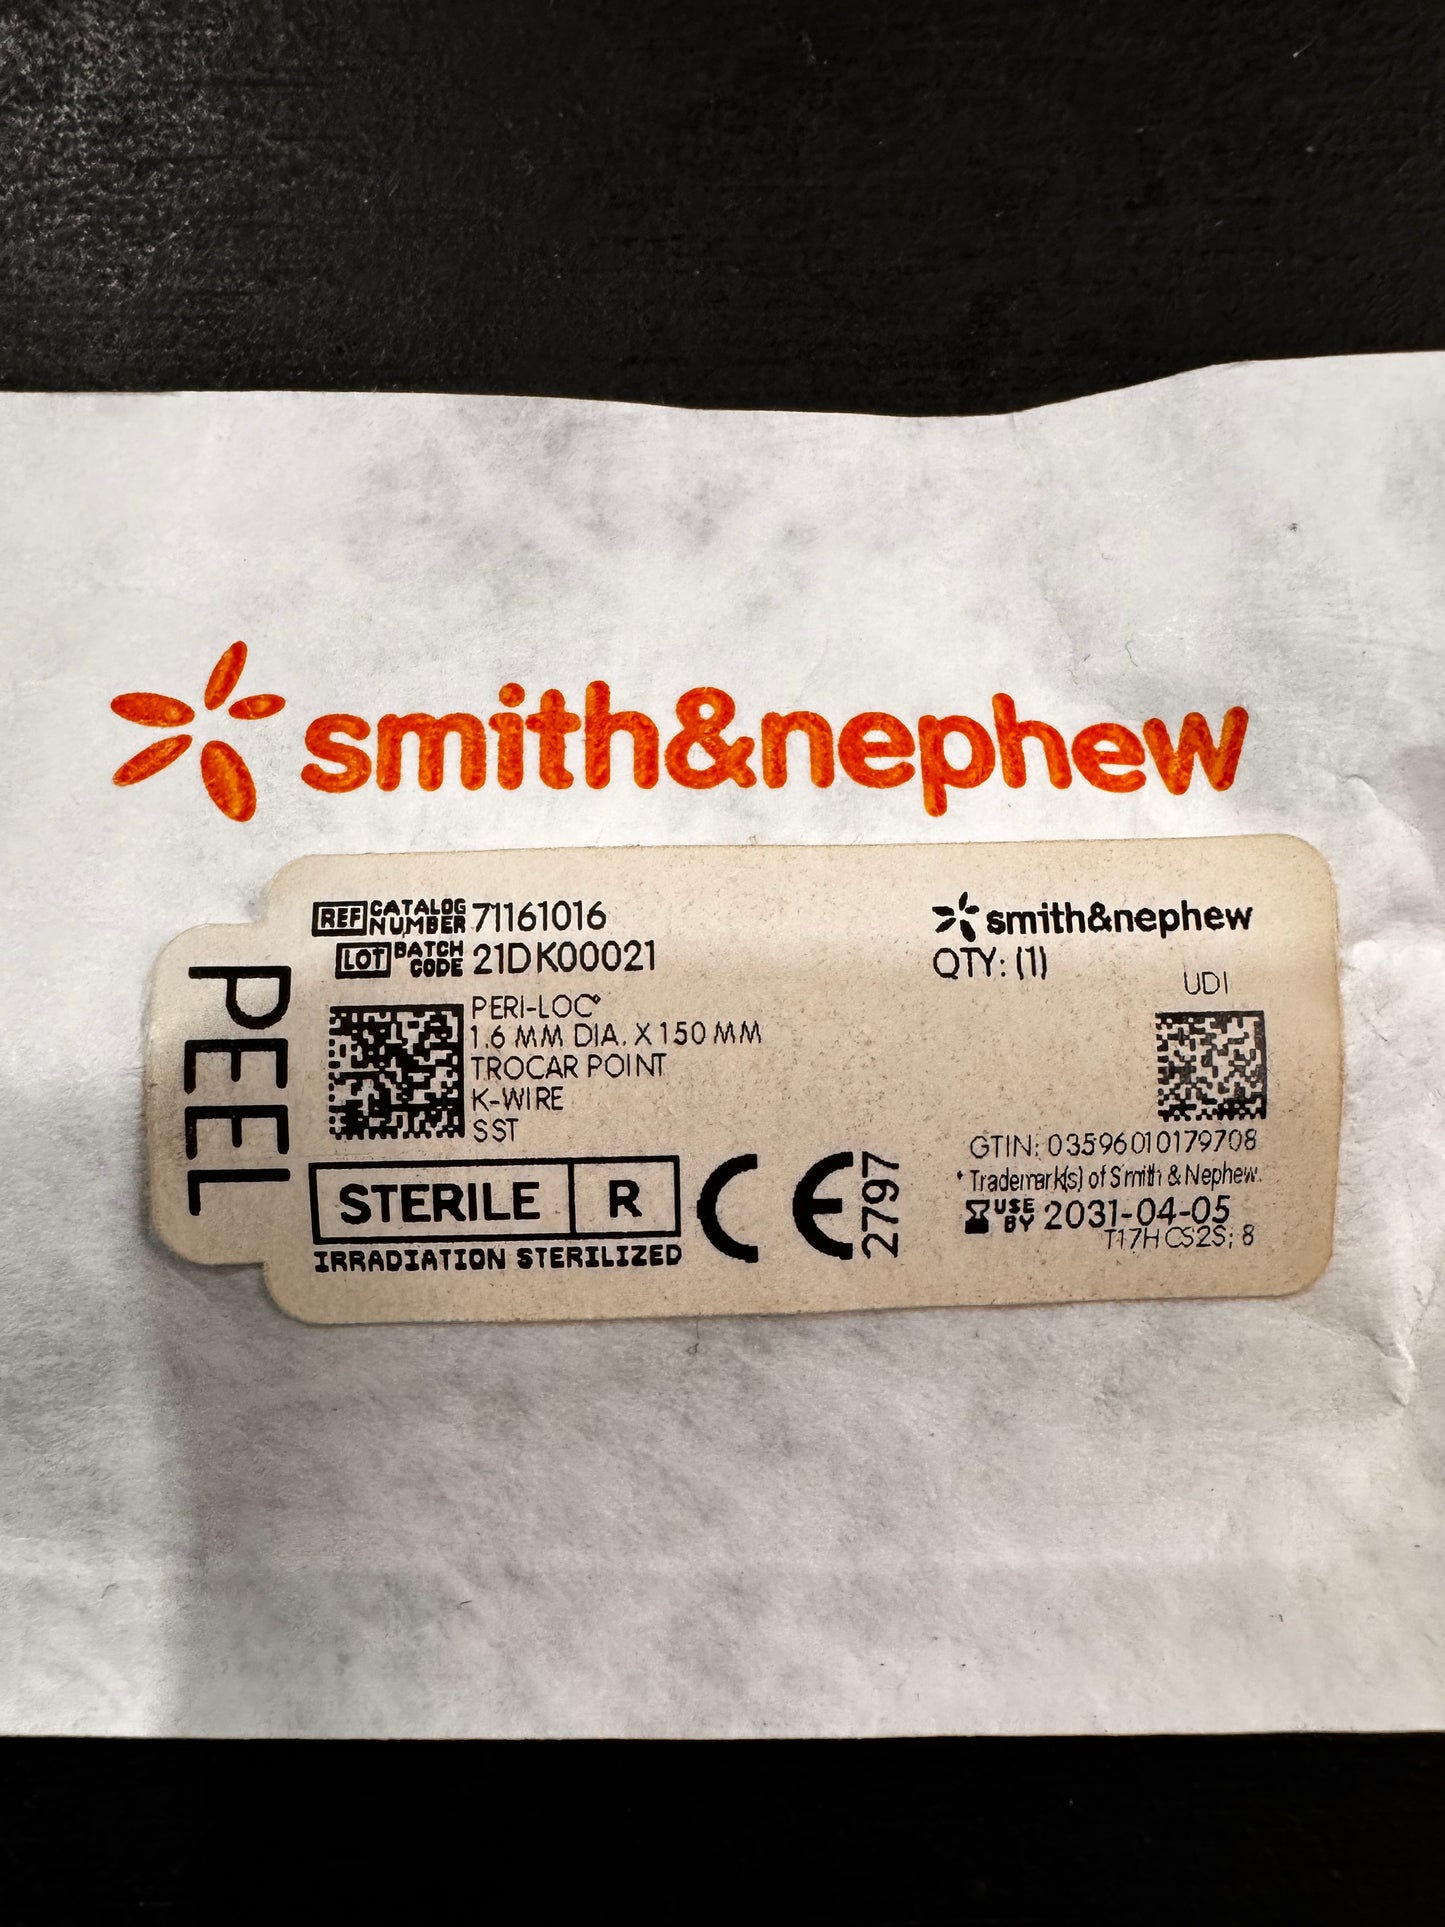 smith&nephew
PEEL
REF CATALOG NUMBER 71161016
LOT BATCH CODE 21DK00021
PERI-LOC◊
1.6 MM DIA. X 150 MM
TROCAR POINT
K-WIRE
SST
STERILE R
IRRADIATION STERILIZED
CE 2797
smith&nephew
QTY: (1)
UDI
GTIN: 03596010179708
◊ Trademark(s) of Smith & Nephew.
USE BY 2031-04-05
T17HCS2S; 8